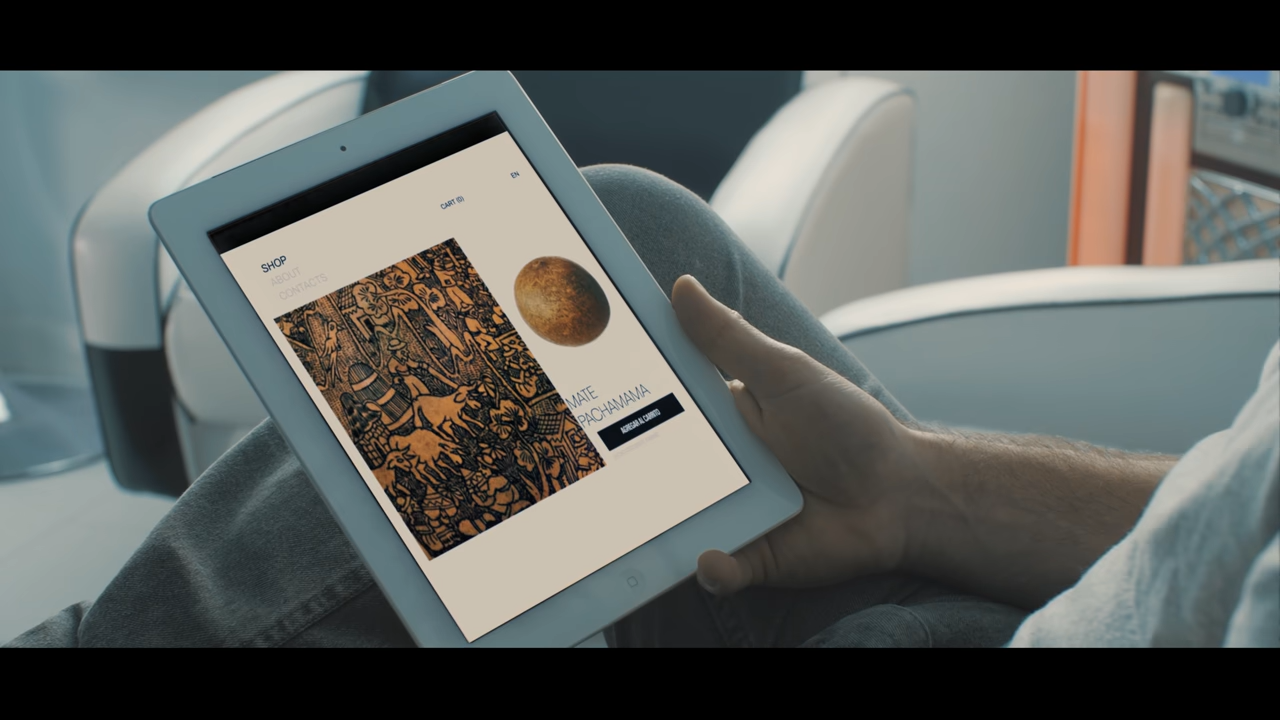 EN
CART (0)
SHOP
ABOUT
CONTACTS
MATE
PACHAMAMA
AGREGAR AL CARRITO